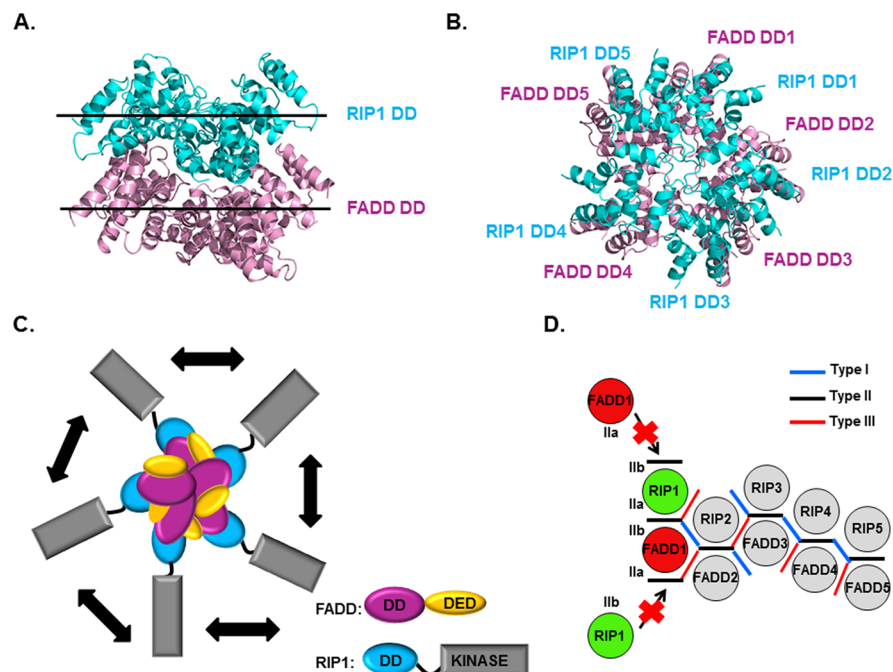 A.
RIP1 DD
FADD DD
B.
FADD DD1
RIP1 DD5
RIP1 DD1
FADD DD5
FADD DD2
RIP1 DD2
RIP1 DD4
FADD DD4
FADD DD3
RIP1 DD3
C.
FADD:
DD
DED
RIP1:
DD
KINASE
D.
Type I
Type II
Type III
FADD1
IIa
IIb
RIP1
IIa
IIb
FADD1
IIa
IIb
RIP1
RIP2
FADD2
RIP3
FADD3
RIP4
FADD4
RIP5
FADD5